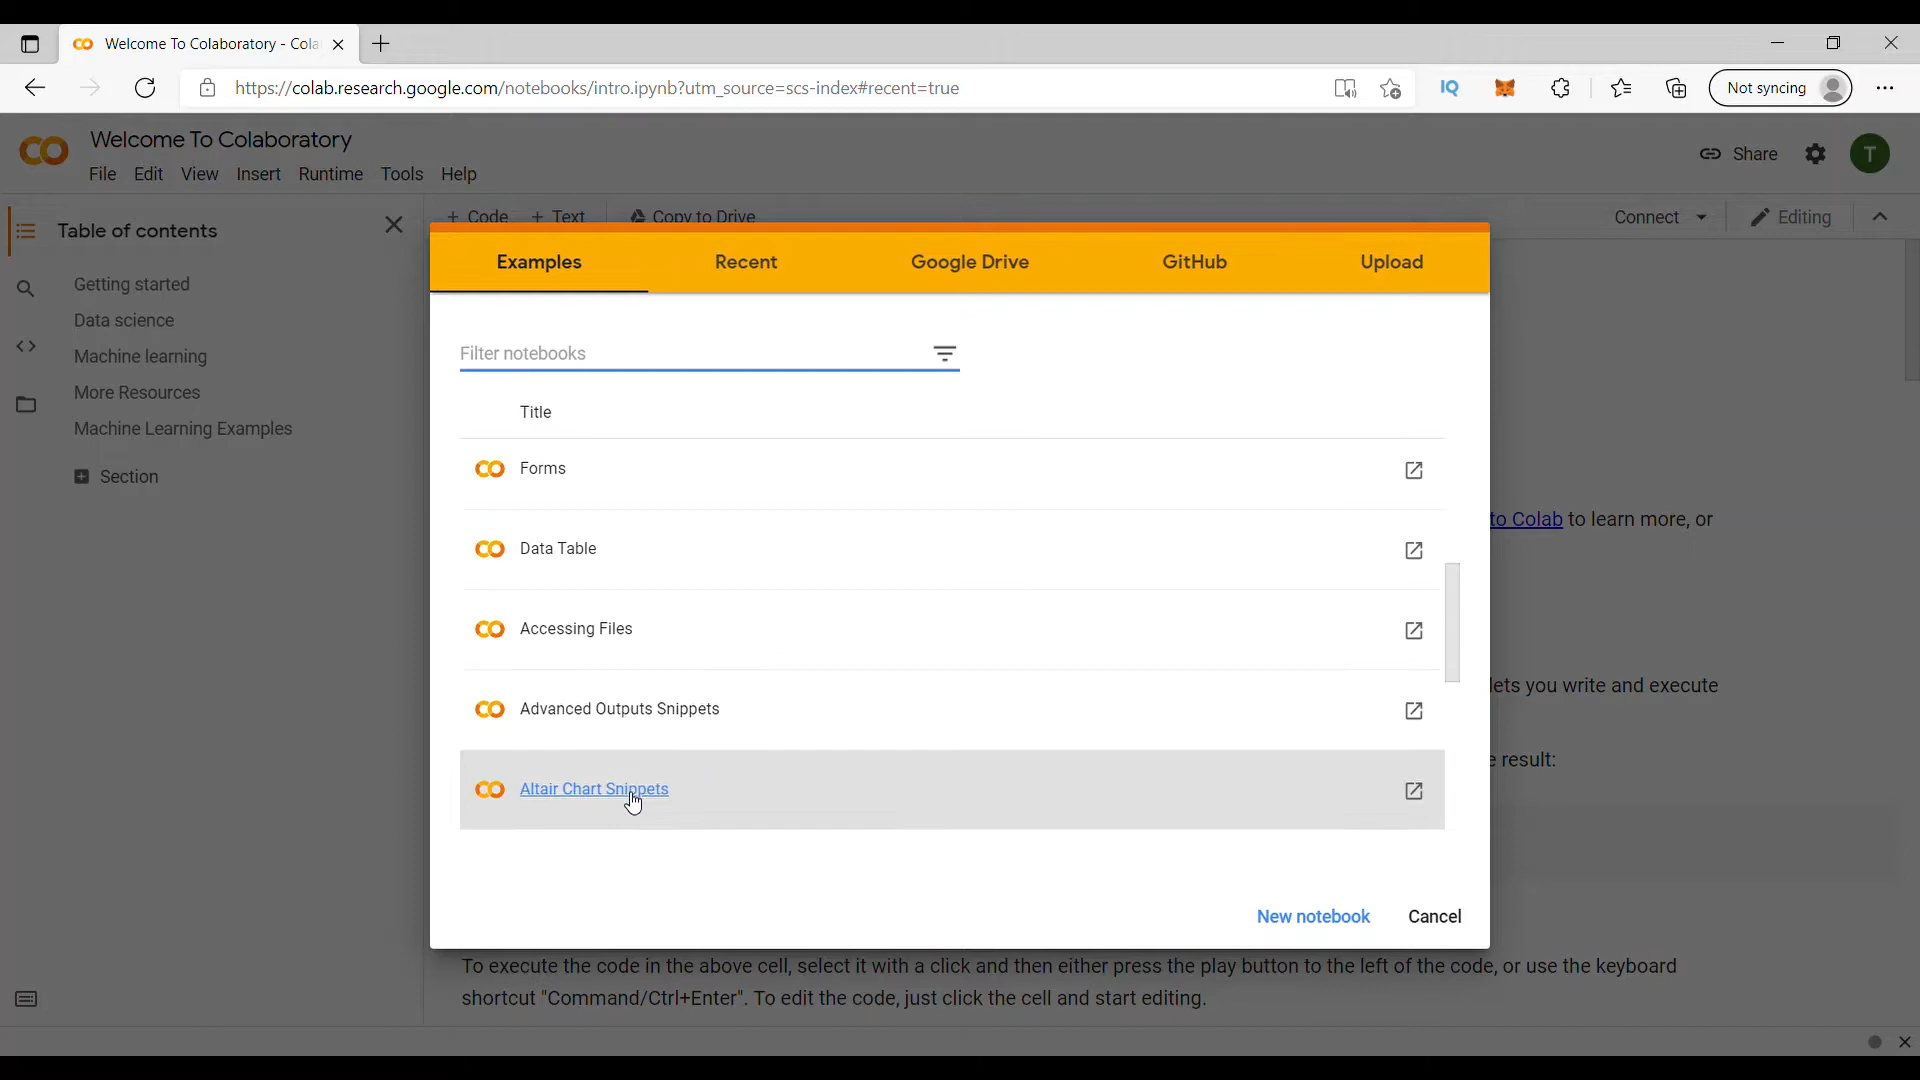 Welcome To Colaboratory - Cola
https://colab.research.google.com/notebooks/intro.ipynb?utm_source=scs-index#recent=true
IQ
Not syncing
Welcome To Colaboratory
File Edit View Insert Runtime Tools Help
Share
T
Table of contents
+ Code + Text Copy to Drive
Connect
Editing
Getting started
Data science
Machine learning
More Resources
Machine Learning Examples
Section
Examples Recent Google Drive GitHub Upload
Filter notebooks
Title
Forms
Data Table
Accessing Files
Advanced Outputs Snippets
Altair Chart Snippets
New notebook Cancel
to Colab to learn more, or
lets you write and execute
e result:
To execute the code in the above cell, select it with a click and then either press the play button to the left of the code, or use the keyboard
shortcut "Command/Ctrl+Enter". To edit the code, just click the cell and start editing.